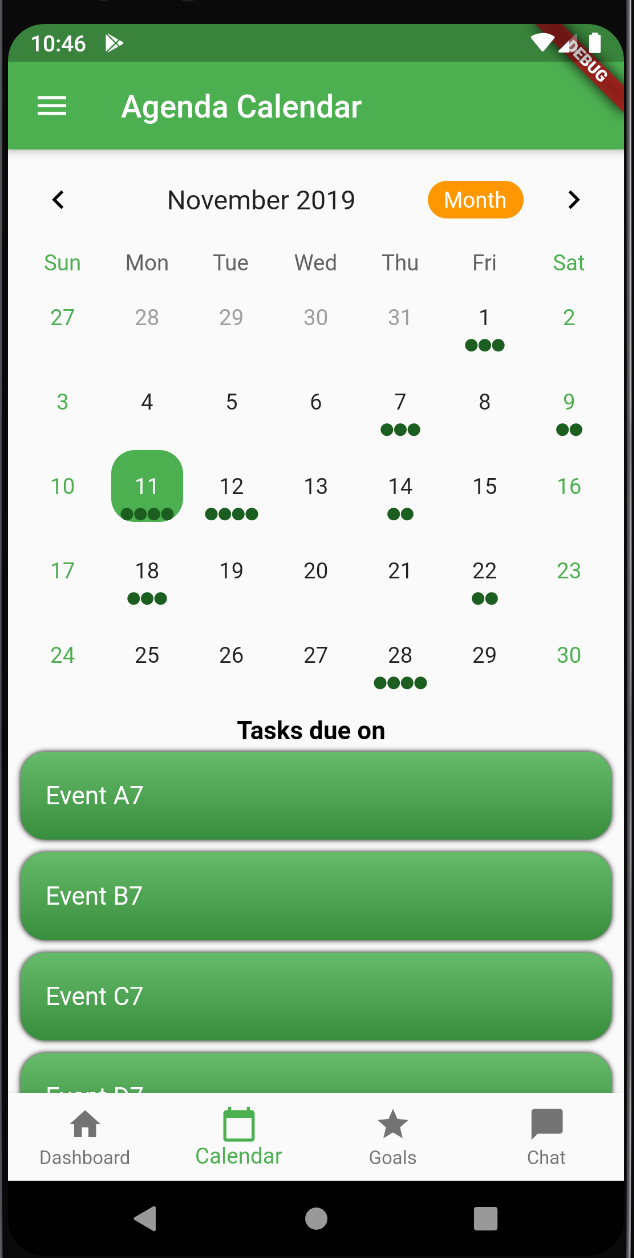 10:46
DEBUG
Agenda Calendar
November 2019 Month
Sun Mon Tue Wed Thu Fri Sat
27 28 29 30 31 1 2
3 4 5 6 7 8 9
10 11 12 13 14 15 16
17 18 19 20 21 22 23
24 25 26 27 28 29 30
Tasks due on
Event A7
Event B7
Event C7
Event D7
Dashboard Calendar Goals Chat